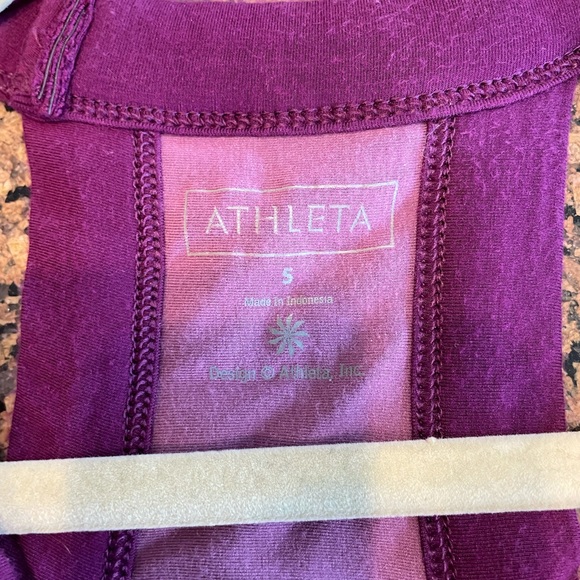 ATHLETA
S
Made in Indonesia
Design © Athleta, Inc.